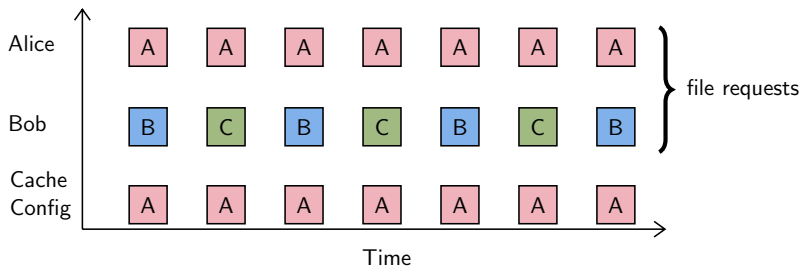 Alice A A A A A A A
file requests
Bob B C B C B C B
Cache
Config A A A A A A A
Time